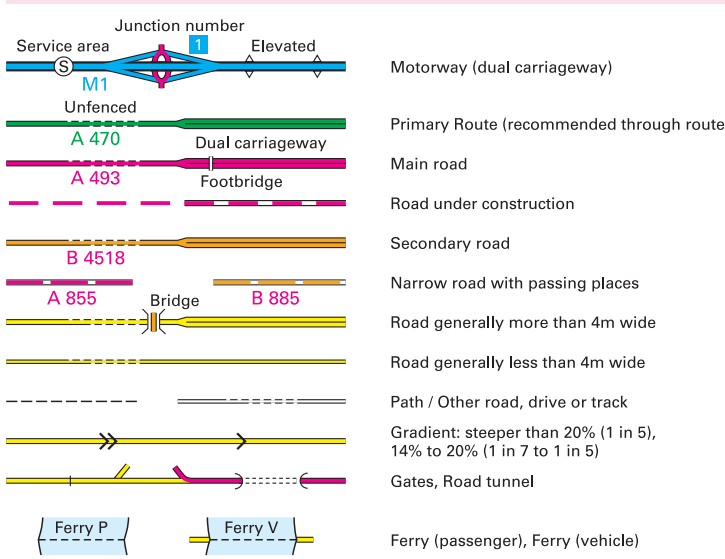 Junction number
Service area
1
Elevated
S
M1
Motorway (dual carriageway)
Unfenced
A 470
Primary Route (recommended through route
Dual carriageway
A 493
Footbridge
Main road
Road under construction
B 4518
Secondary road
A 855
B 885
Narrow road with passing places
Bridge
Road generally more than 4m wide
Road generally less than 4m wide
Path / Other road, drive or track
Gradient: steeper than 20% (1 in 5),
14% to 20% (1 in 7 to 1 in 5)
Gates, Road tunnel
Ferry P
Ferry V
Ferry (passenger), Ferry (vehicle)